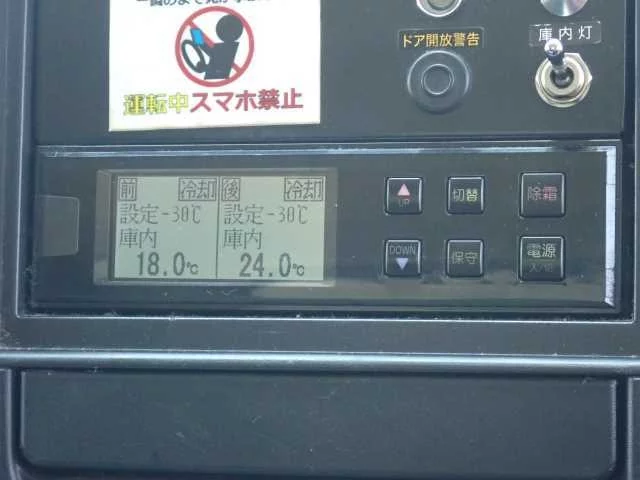 運転中スマホ禁止
ドア開放警告
庫内灯
前 冷却 後 冷却
設定-30℃ 設定-30℃
庫内 庫内
18.0℃ 24.0℃
UP 切替 除霜
DOWN 保守 電源
入/切